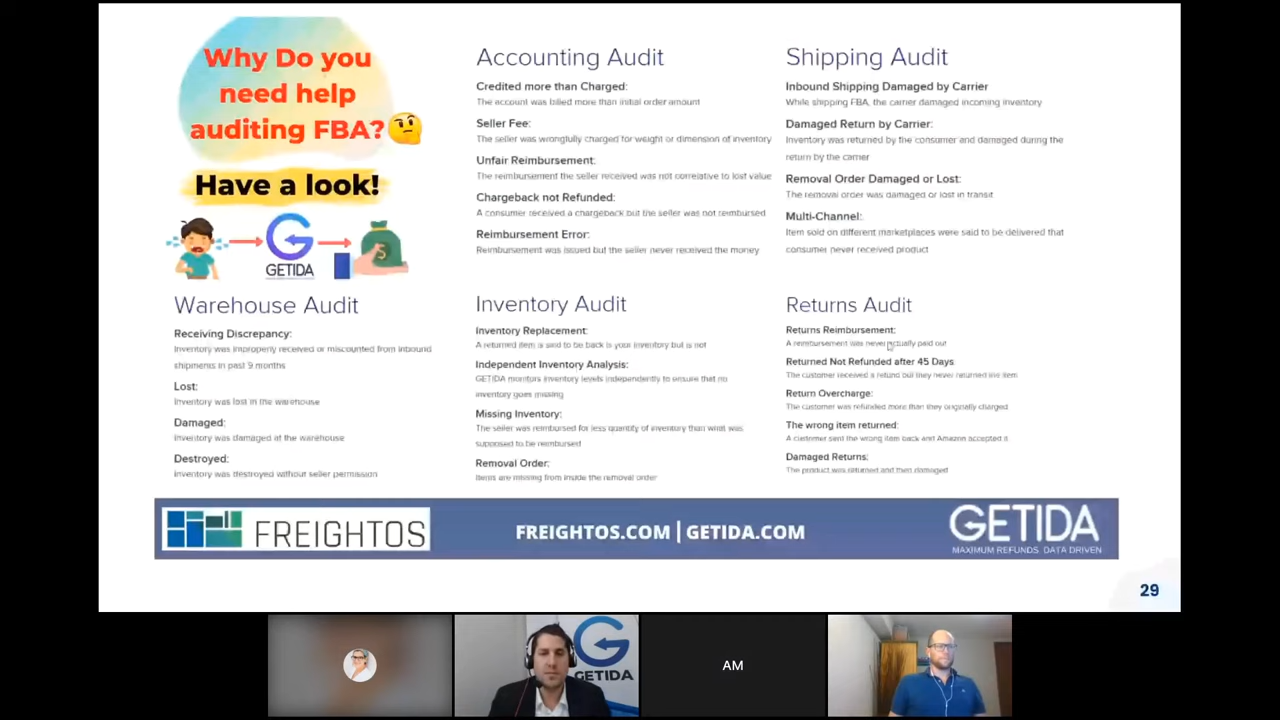 Why Do you
need help
auditing FBA?
Have a look!
GETIDA
Accounting Audit
Credited more than Charged:
The account was billed more than initial order amount
Seller Fee:
The seller was wrongfully charged for weight or dimension of inventory
Unfair Reimbursement:
The reimbursement the seller received was not correlative to lost value
Chargeback not Refunded:
A consumer received a chargeback but the seller was not reimbursed
Reimbursement Error:
Reimbursement was issued but the seller never received the money
Shipping Audit
Inbound Shipping Damaged by Carrier
While shipping FBA, the carrier damaged incoming inventory
Damaged Return by Carrier:
Inventory was returned by the consumer and damaged during the
return by the carrier
Removal Order Damaged or Lost:
The removal order was damaged or lost in transit
Multi-Channel:
Item sold on different marketplaces were said to be delivered that
consumer never received product
Warehouse Audit
Receiving Discrepancy:
Inventory was improperly received or miscounted from inbound
shipments in past 9 months
Lost:
Inventory was lost in the warehouse
Damaged:
Inventory was damaged at the warehouse
Destroyed:
Inventory was destroyed without seller permission
Inventory Audit
Inventory Replacement:
A returned item is said to be back is your inventory but is not
Independent Inventory Analysis:
GETIDA monitors inventory levels independently to ensure that no
inventory goes missing
Missing Inventory:
The seller was reimbursed for less quantity of inventory than what was
supposed to be reimbursed
Removal Order:
Items are missing from inside the removal order
Returns Audit
Returns Reimbursement:
A reimbursement was never actually paid out
Returned Not Refunded after 45 Days:
The customer received a refund but they never returned the item
Return Overcharge:
The customer was refunded more than they originally charged
The wrong item returned:
A customer sent the wrong item back and Amazon accepted it
Damaged Returns:
The product was returned and then damaged
FREIGHTOS
FREIGHTOS.COM | GETIDA.COM
GETIDA
MAXIMUM REFUNDS. DATA DRIVEN
29
GETIDA
AM